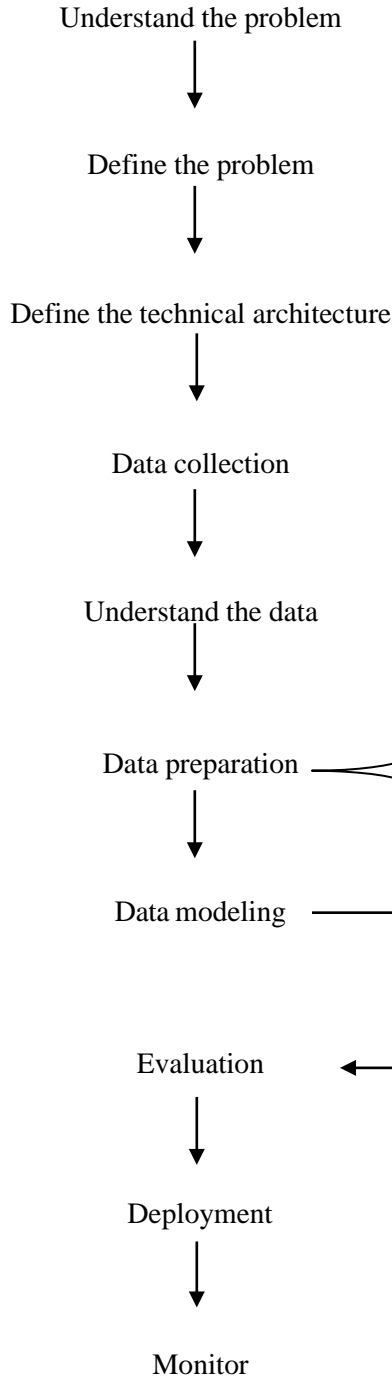 Understand the problem
Define the problem
Define the technical architecture
Data collection
Understand the data
Data preparation
Data modeling
Evaluation
Deployment
Monitor